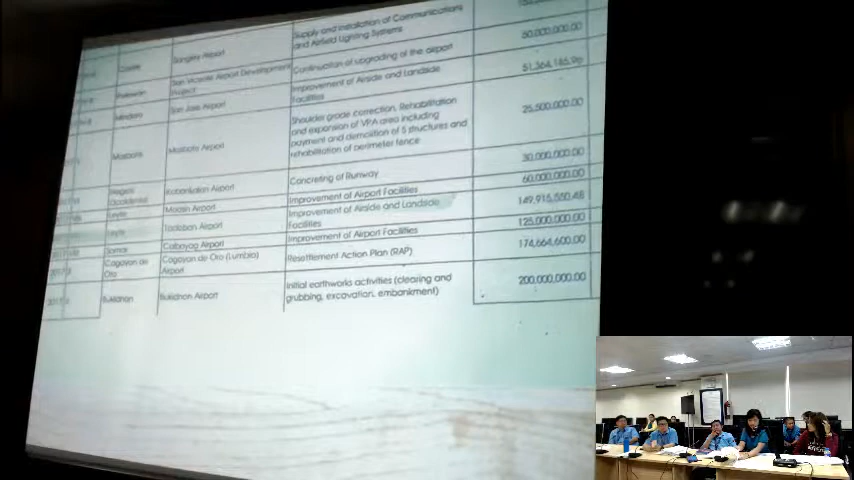 Supply and Installation of Communications
and Airfield Lighting Systems
Cavite Sangley Airport Continuation of upgrading of the airport 50,000,000.00
Palawan San Vicente Airport Development
Project Improvement of Airside and Landside
Facilities 51,364,185.96
Mindoro San Jose Airport
Masbate Masbate Airport Shoulder grade correction, Rehabilitation
and expansion of VPA area including
payment and demolition of 5 structures and
rehabilitation of perimeter fence 25,500,000.00
Negros
Occidental Kabankalan Airport Concreting of Runway 30,000,000.00
Leyte Maasin Airport Improvement of Airport Facilities 60,000,000.00
Leyte Tacloban Airport Improvement of Airside and Landside
Facilities 149,915,550.48
Samar Calbayog Airport Improvement of Airport Facilities 125,000,000.00
Cagayan de
Oro Cagayan de Oro (Lumbia)
Airport Resettlement Action Plan (RAP) 174,664,600.00
2017 X Bukidnon Bukidnon Airport Initial earthworks activities (clearing and
grubbing, excavation, embankment) 200,000,000.00